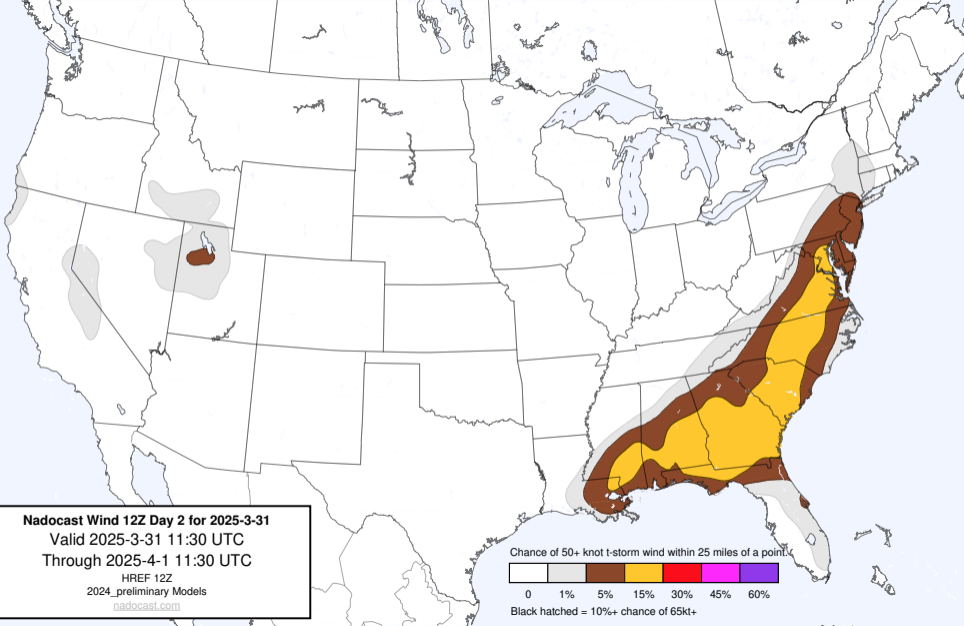 Nadocast Wind 12Z Day 2 for 2025-3-31
Valid 2025-3-31 11:30 UTC
Through 2025-4-1 11:30 UTC
HREF 12Z
2024_preliminary Models
nadocast.com
Chance of 50+ knot t-storm wind within 25 miles of a point.
0 1% 5% 15% 30% 45% 60%
Black hatched = 10%+ chance of 65kt+